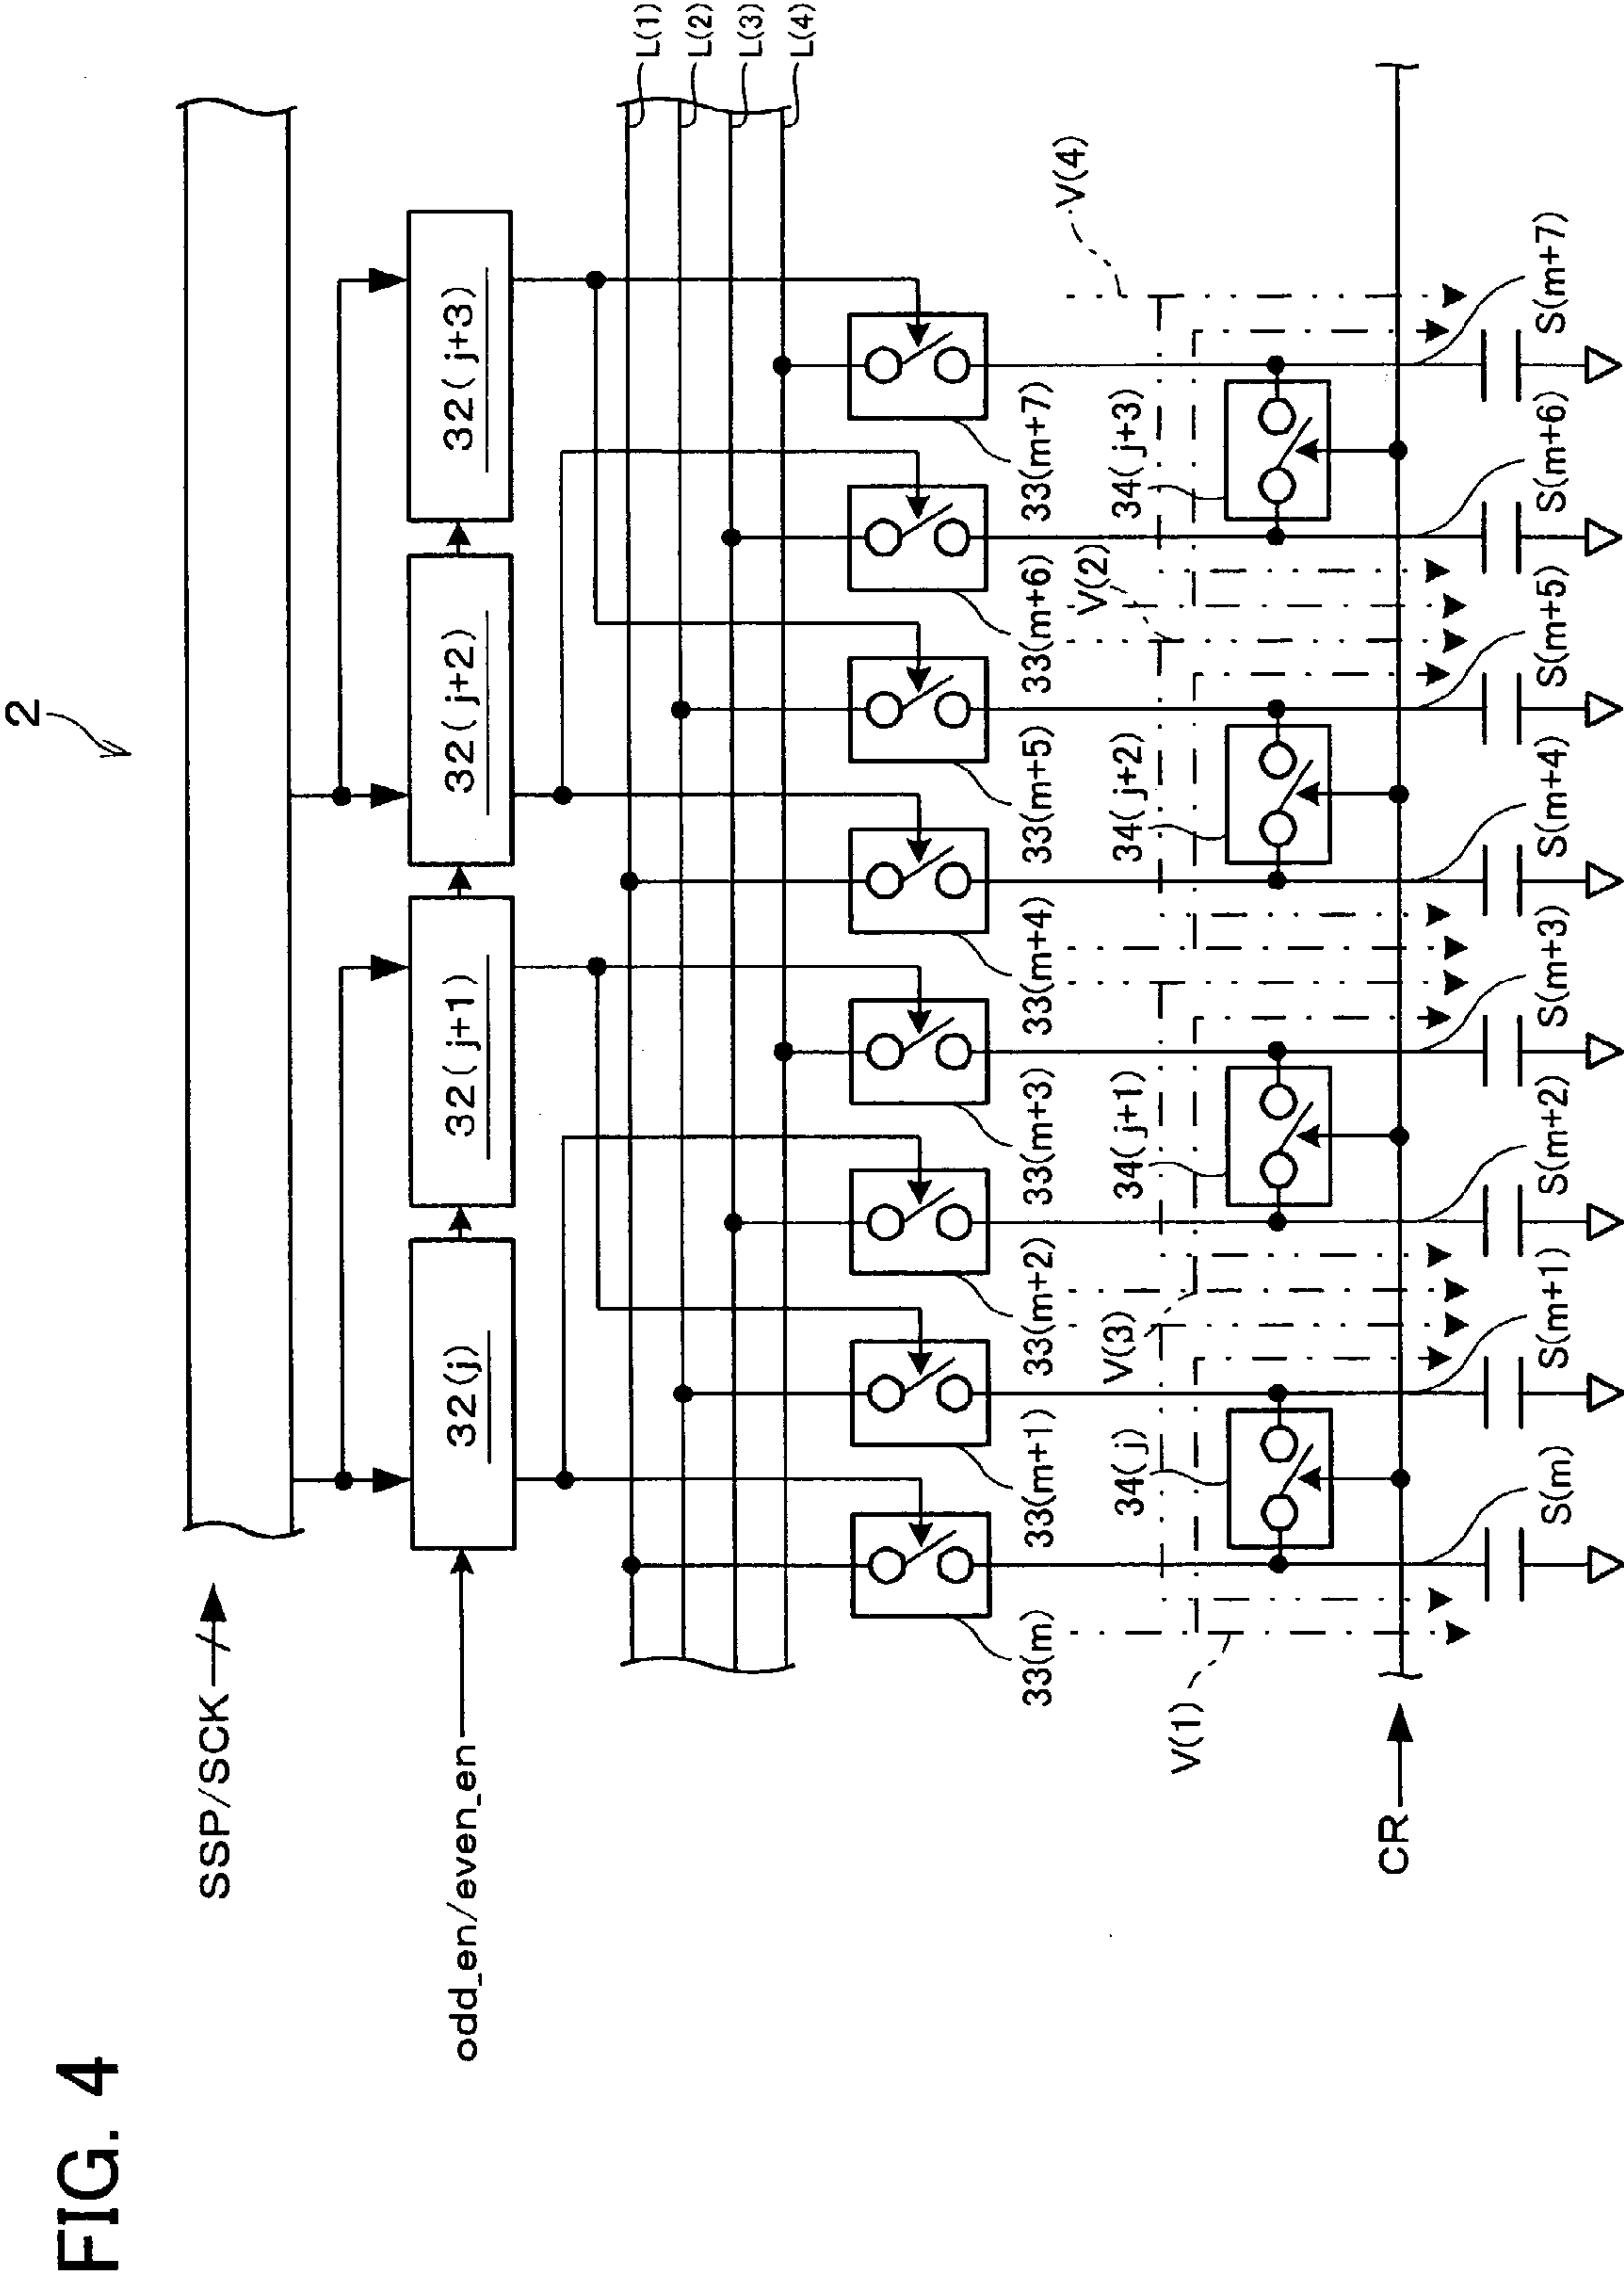 FIG. 4
2
SSP/SCK
odd_en/even_en
32(j)
32(j+1)
32(j+2)
32(j+3)
L(1)
L(2)
L(3)
L(4)
33(m)
33(m+1)
33(m+2)
33(m+3)
33(m+4)
33(m+5)
33(m+6)
33(m+7)
V(1)
V(3)
V(2)
V(4)
34(j)
34(j+1)
34(j+2)
34(j+3)
CR
S(m)
S(m+1)
S(m+2)
S(m+3)
S(m+4)
S(m+5)
S(m+6)
S(m+7)